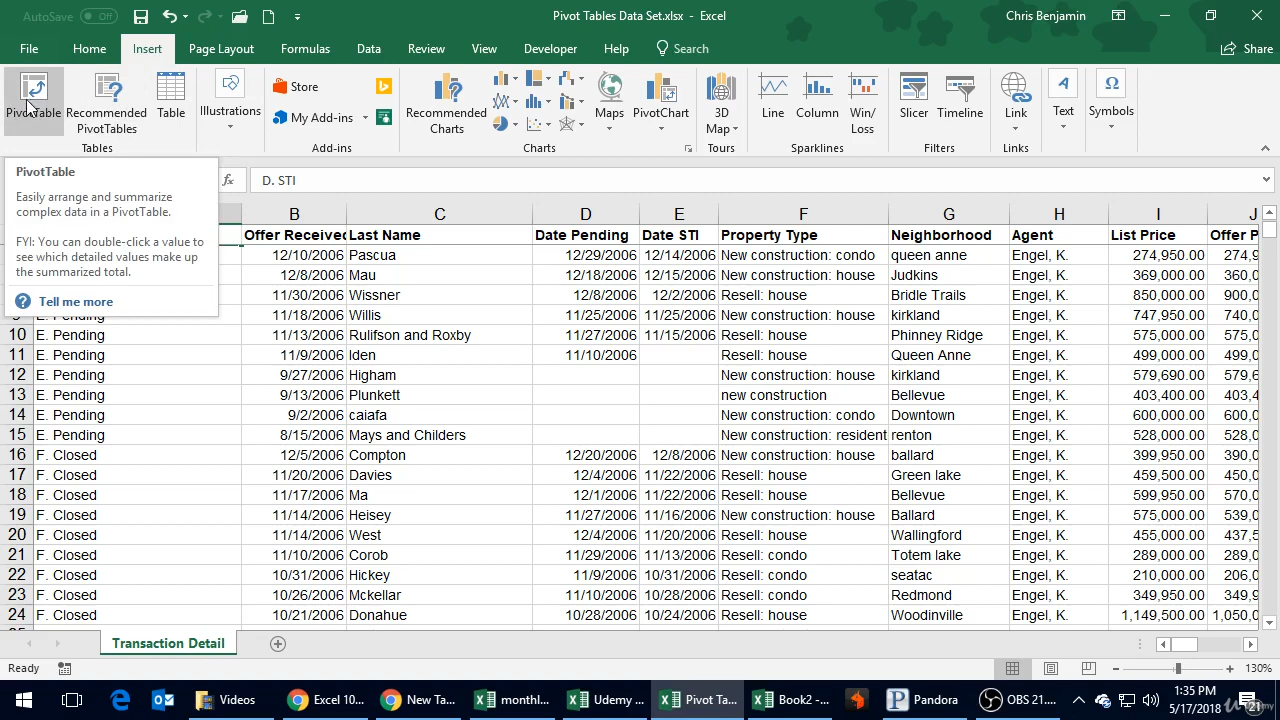 AutoSave Off
Pivot Tables Data Set.xlsx - Excel
Chris Benjamin
File Home Insert Page Layout Formulas Data Review View Developer Help Search Share
PivotTable
Recommended PivotTables
Table
Tables
Illustrations
Store
My Add-ins
Add-ins
Recommended Charts
Maps
PivotChart
Charts
3D Map
Tours
Line
Column
Win/ Loss
Sparklines
Slicer
Timeline
Filters
Link
Links
Text
Symbols
PivotTable
Easily arrange and summarize
complex data in a PivotTable.
FYI: You can double-click a value to
see which detailed values make up
the summarized total.
Tell me more
fx D. STI
B C D E F G H I J
Offer Received Last Name Date Pending Date STI Property Type Neighborhood Agent List Price Offer P
12/10/2006 Pascua 12/29/2006 12/14/2006 New construction: condo queen anne Engel, K. 274,950.00 274,9
12/8/2006 Mau 12/18/2006 12/15/2006 New construction: house Judkins Engel, K. 369,000.00 360,0
11/30/2006 Wissner 12/8/2006 12/2/2006 Resell: house Bridle Trails Engel, K. 850,000.00 900,0
9 E. Pending 11/18/2006 Willis 11/25/2006 11/25/2006 New construction: house kirkland Engel, K. 747,950.00 740,0
10 E. Pending 11/13/2006 Rulifson and Roxby 11/27/2006 11/15/2006 Resell: house Phinney Ridge Engel, K. 575,000.00 575,0
11 E. Pending 11/9/2006 Iden 11/10/2006 Resell: house Queen Anne Engel, K. 499,000.00 499,0
12 E. Pending 9/27/2006 Higham New construction: house kirkland Engel, K. 579,690.00 579,6
13 E. Pending 9/13/2006 Plunkett new construction Bellevue Engel, K. 403,400.00 403,4
14 E. Pending 9/2/2006 caiafa New construction: condo Downtown Engel, K. 600,000.00 600,0
15 E. Pending 8/15/2006 Mays and Childers New construction: resident renton Engel, K. 528,000.00 528,0
16 F. Closed 12/5/2006 Compton 12/20/2006 12/8/2006 New construction: house ballard Engel, K. 399,950.00 390,0
17 F. Closed 11/20/2006 Davies 12/4/2006 11/22/2006 Resell: house Green lake Engel, K. 459,500.00 450,0
18 F. Closed 11/17/2006 Ma 12/1/2006 11/22/2006 Resell: house Bellevue Engel, K. 599,950.00 570,0
19 F. Closed 11/14/2006 Heisey 11/27/2006 11/16/2006 New construction: house Ballard Engel, K. 575,000.00 539,0
20 F. Closed 11/14/2006 West 12/4/2006 11/20/2006 Resell: house Wallingford Engel, K. 455,000.00 437,5
21 F. Closed 11/10/2006 Corob 11/29/2006 11/13/2006 Resell: condo Totem lake Engel, K. 289,000.00 289,0
22 F. Closed 10/31/2006 Hickey 11/9/2006 10/31/2006 Resell: condo seatac Engel, K. 210,000.00 206,0
23 F. Closed 10/26/2006 Mckellar 11/10/2006 10/28/2006 Resell: condo Redmond Engel, K. 349,950.00 349,9
24 F. Closed 10/21/2006 Donahue 10/28/2006 10/24/2006 Resell: house Woodinville Engel, K. 1,149,500.00 1,050,0
Transaction Detail
Ready
130%
Videos
Excel 10...
New Ta...
monthl...
Udemy ...
Pivot Ta...
Book2 -...
Pandora
OBS 21....
1:35 PM
5/17/2018
21